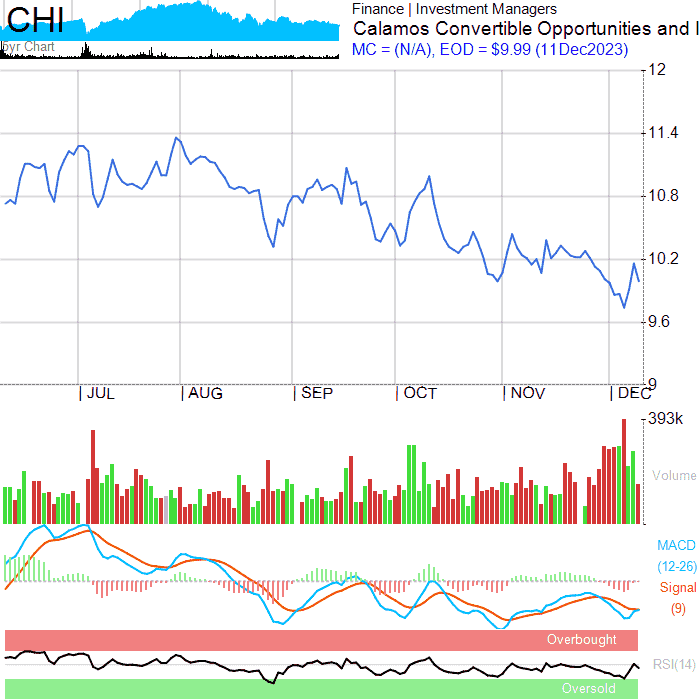 CHI
Finance | Investment Managers
Calamos Convertible Opportunities and I
MC = (N/A), EOD = $9.99 (11Dec2023)
5yr Chart
12
11.4
10.8
10.2
9.6
9
| JUL | AUG | SEP | OCT | NOV | DEC
393k
Volume
MACD
(12-26)
Signal
(9)
Overbought
RSI(14)
Oversold